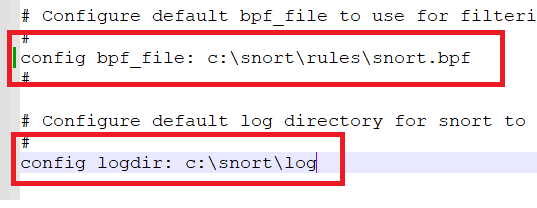 # Configure default bpf_file to use for filteri
#
config bpf_file: c:\snort\rules\snort.bpf
#
# Configure default log directory for snort to
#
config logdir: c:\snort\log